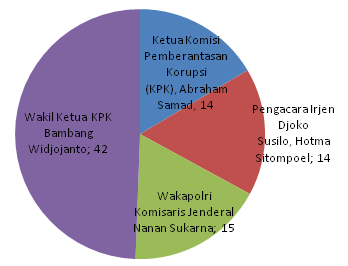 Ketua Komisi
Pemberantasan
Korupsi
(KPK), Abraham
Samad; 14
Pengacara Irjen
Djoko
Susilo, Hotma
Sitompoel; 14
Wakapolri
Komisaris Jenderal
Nanan Sukarna; 15
Wakil Ketua KPK
Bambang
Widjojanto; 42